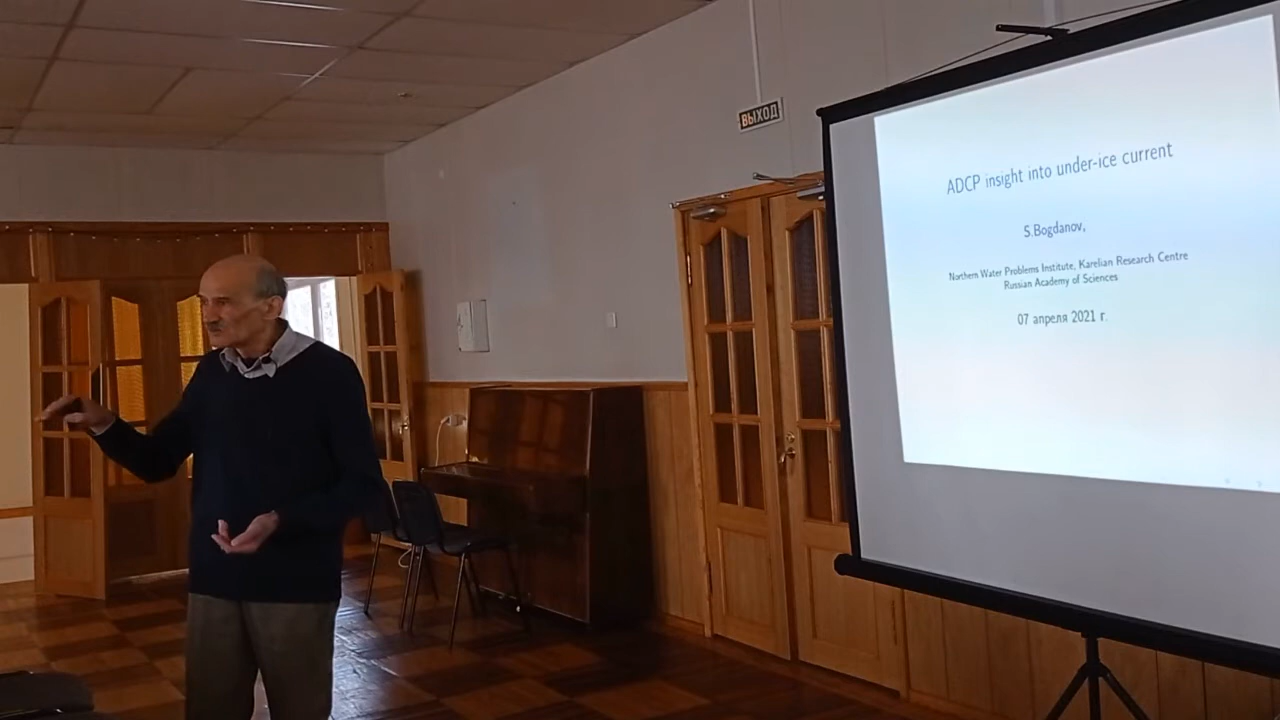 ВЫХОД
ADCP insight into under-ice current
S.Bogdanov,
Northern Water Problems Institute, Karelian Research Centre
Russian Academy of Sciences
07 апреля 2021 г.